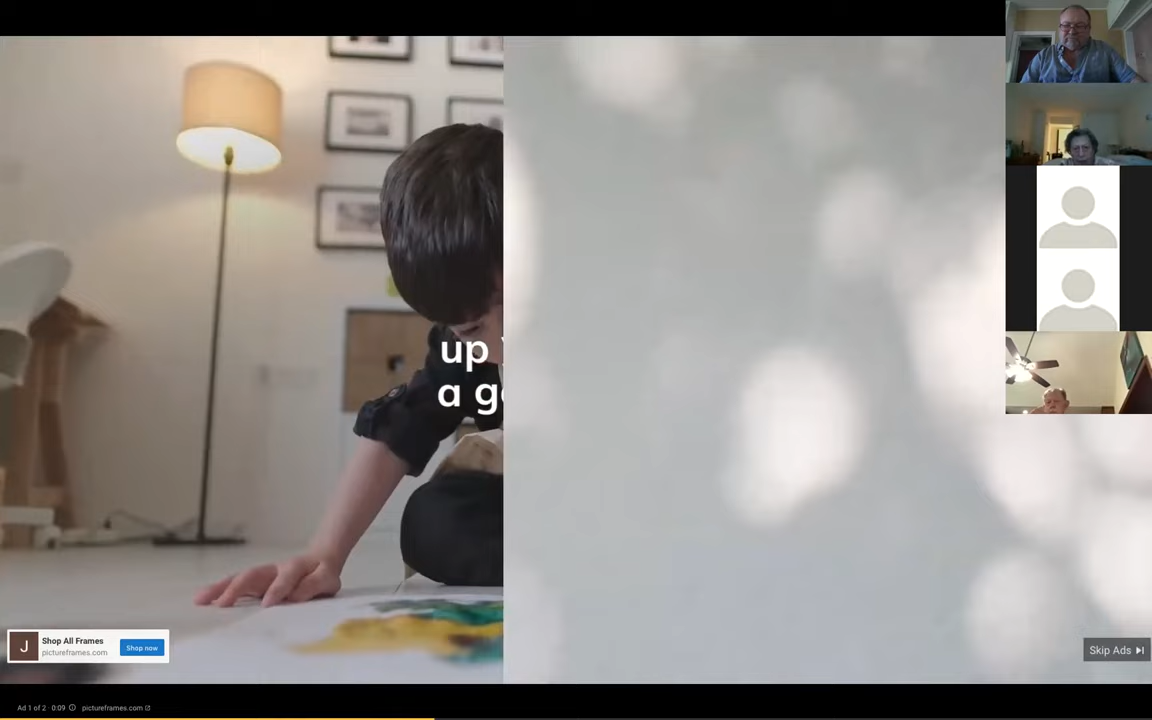 up
a g
J
Shop All Frames
pictureframes.com
Shop now
Skip Ads
Ad 1 of 2 · 0:09
pictureframes.com